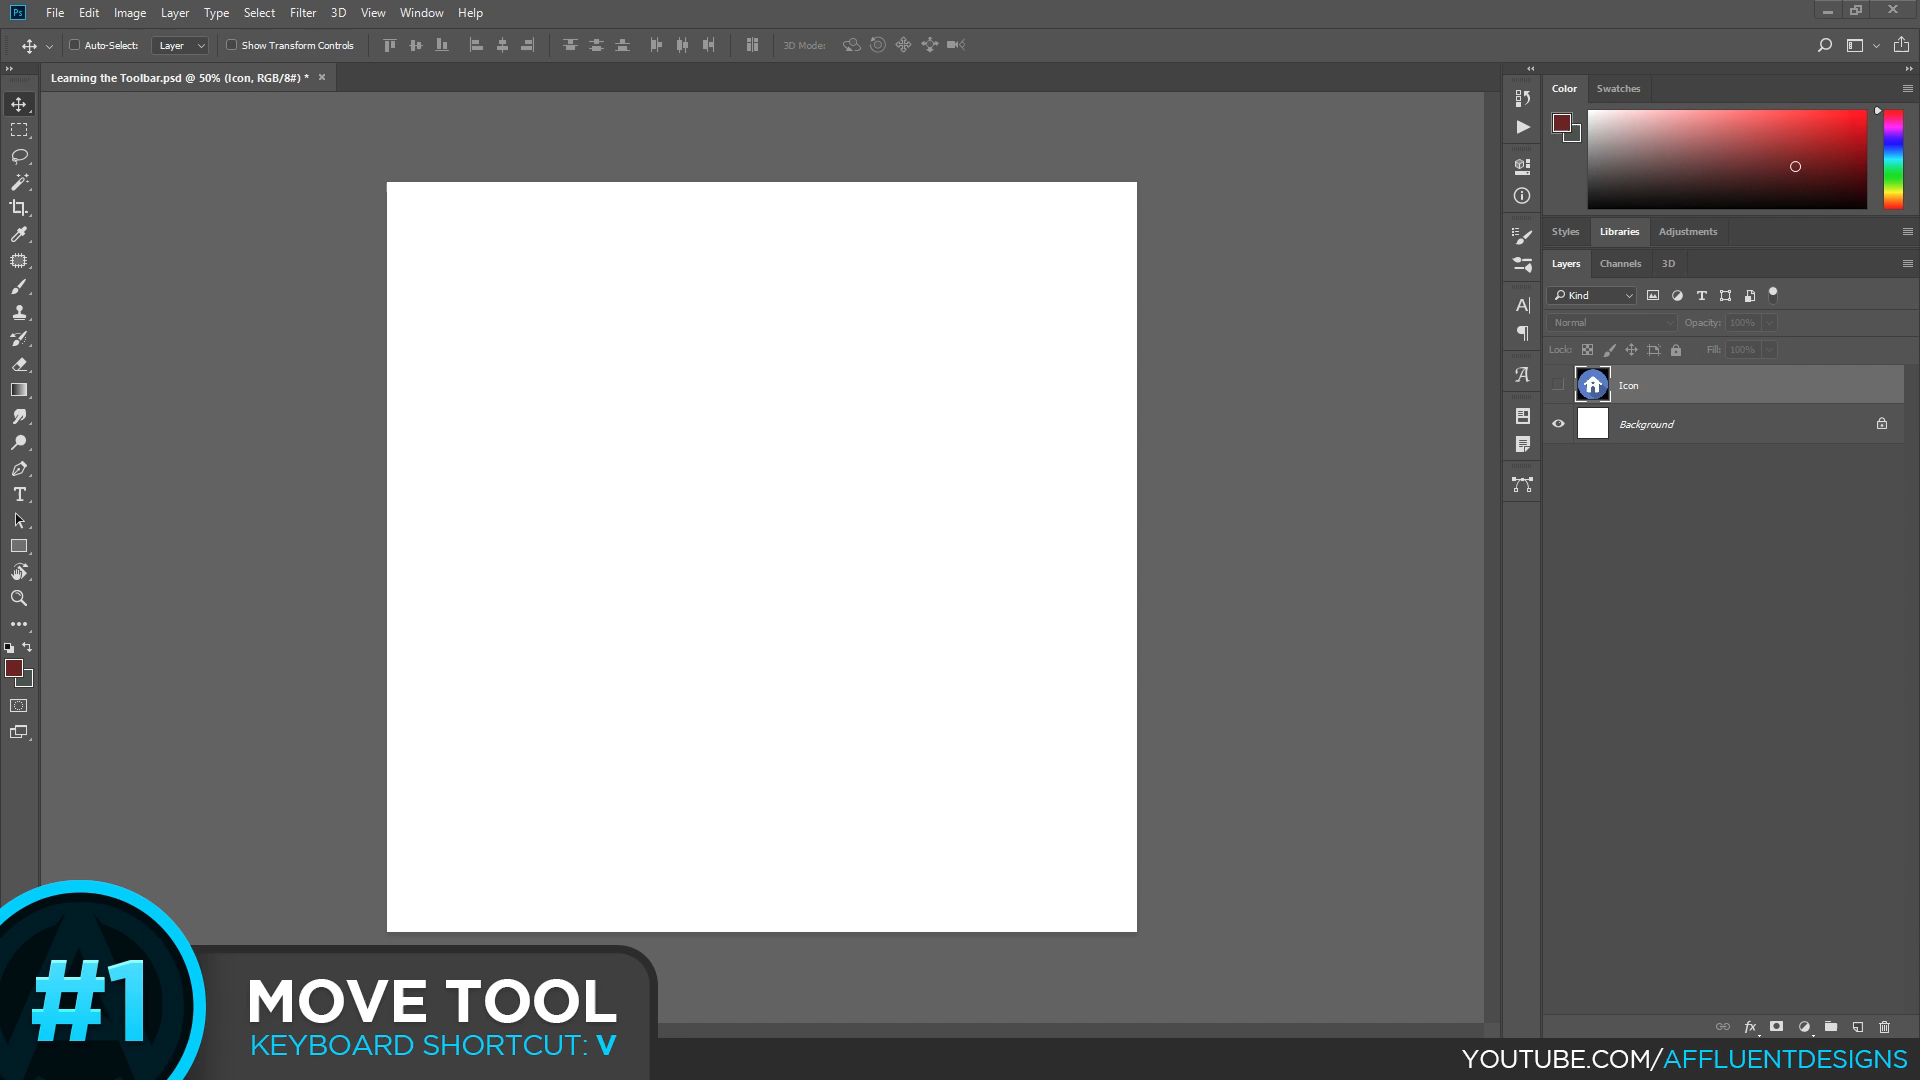 Ps File Edit Image Layer Type Select Filter 3D View Window Help
Auto-Select: Layer Show Transform Controls 3D Mode:
Learning the Toolbar.psd @ 50% (Icon, RGB/8#) *
Color Swatches
Styles Libraries Adjustments
Layers Channels 3D
Kind
Normal Opacity: 100%
Lock: Fill: 100%
Icon
Background
fx
#1
MOVE TOOL
KEYBOARD SHORTCUT: V
YOUTUBE.COM/AFFLUENTDESIGNS